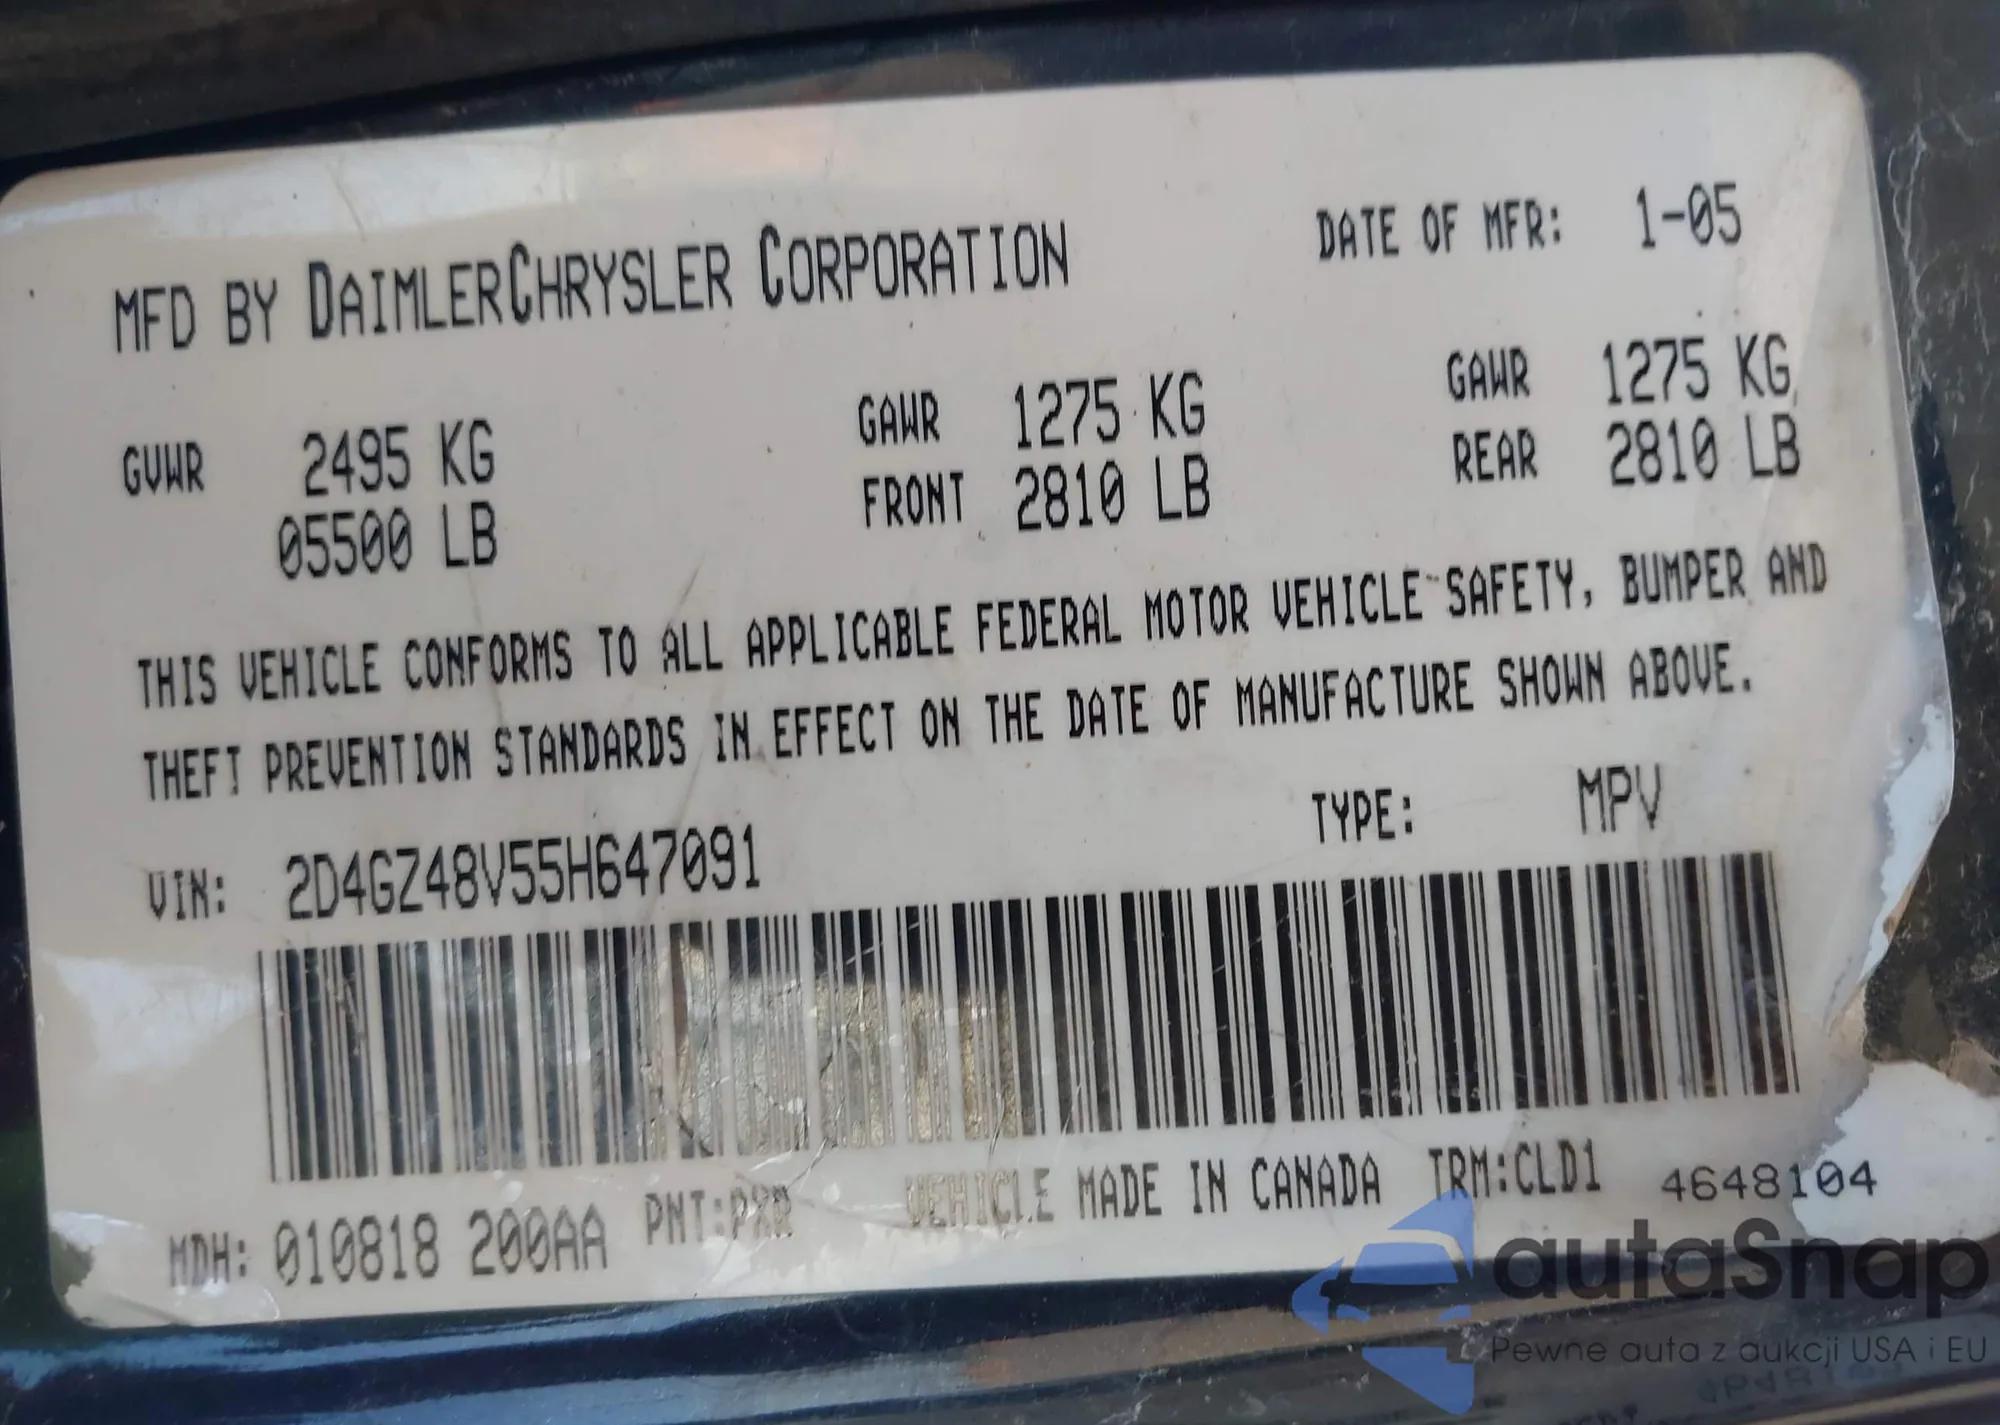 MFD BY DAIMLERCHRYSLER CORPORATION DATE OF MFR: 1-05
GVWR 2495 KG GAWR 1275 KG GAWR 1275 KG
05500 LB FRONT 2810 LB REAR 2810 LB
THIS VEHICLE CONFORMS TO ALL APPLICABLE FEDERAL MOTOR VEHICLE SAFETY, BUMPER AND
THEFT PREVENTION STANDARDS IN EFFECT ON THE DATE OF MANUFACTURE SHOWN ABOVE.
VIN: 2D4GZ48V55H647091 TYPE: MPV
MDH: 010818 200AA PNT:PXR VEHICLE MADE IN CANADA TRM:CLD1 4648104
autaSnap
Pewne auta z aukcji USA i EU